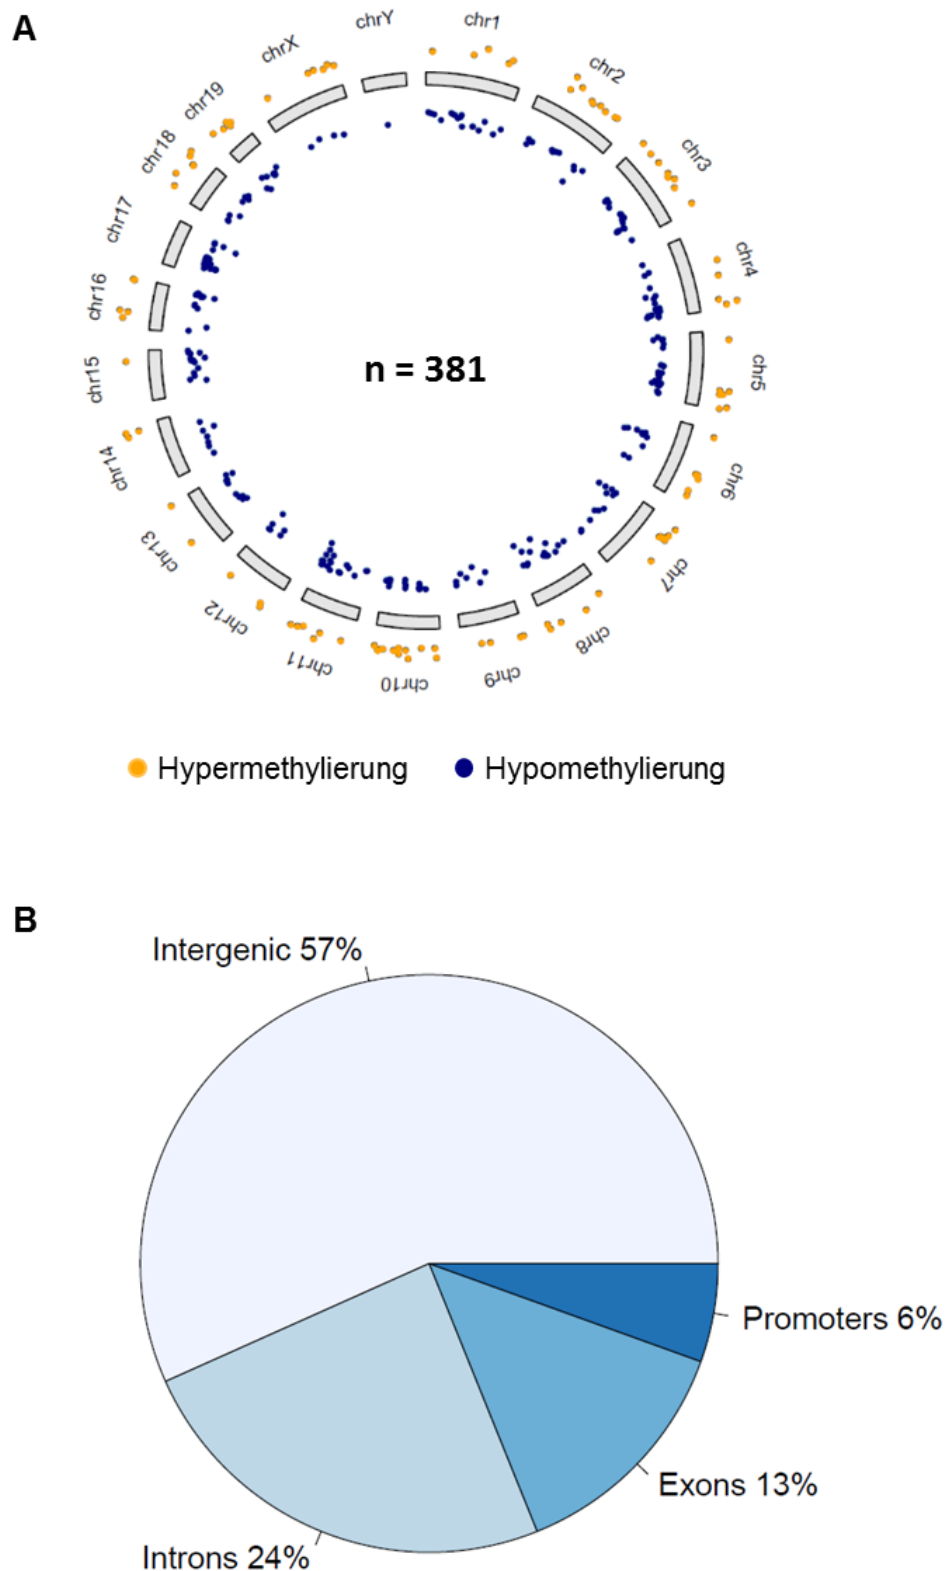 A
chrY
chr1
chrX
chr2
chr19
chr18
chr3
chr17
chr4
chr16
n = 381
chr5
chr15
chr14
chr6
chr13
chr7
chr12
chr8
chr11
chr10
chr9
Hypermethylierung
Hypomethylierung
B
Intergenic 57%
Promoters 6%
Exons 13%
Introns 24%